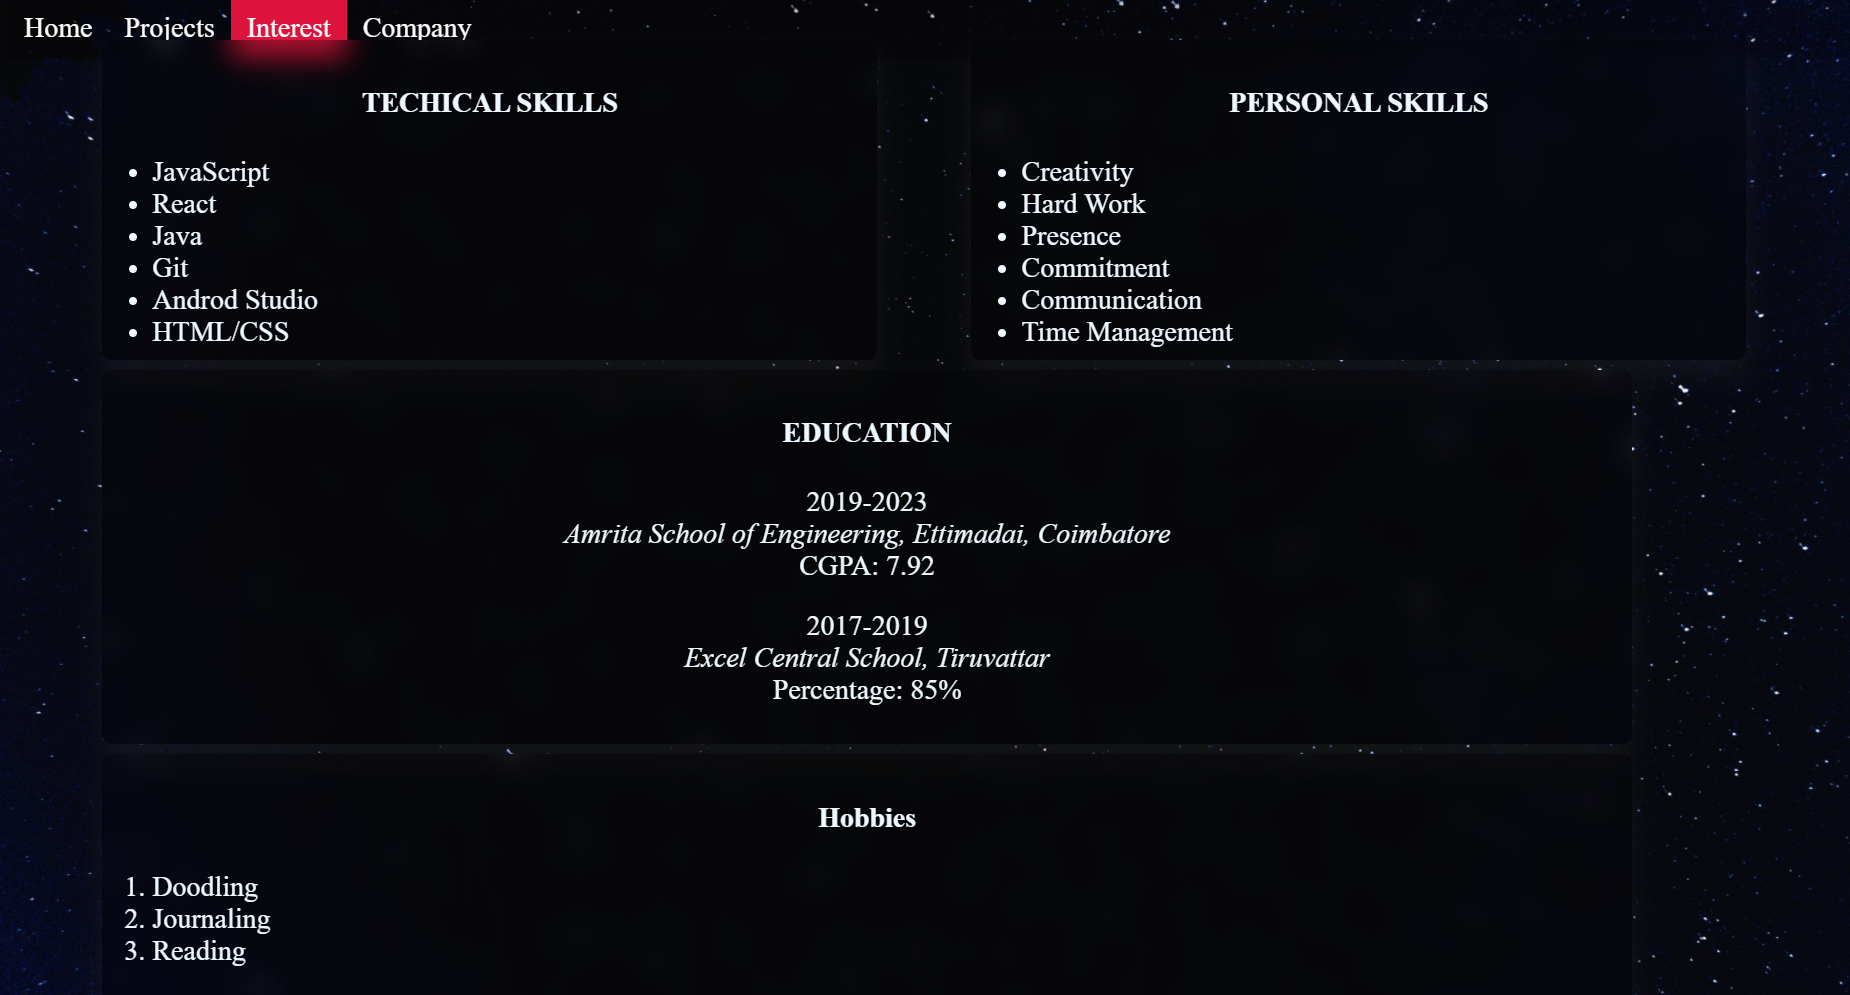 Home Projects Interest Company
TECHICAL SKILLS
• JavaScript
• React
• Java
• Git
• Androd Studio
• HTML/CSS
PERSONAL SKILLS
• Creativity
• Hard Work
• Presence
• Commitment
• Communication
• Time Management
EDUCATION
2019-2023
Amrita School of Engineering, Ettimadai, Coimbatore
CGPA: 7.92
2017-2019
Excel Central School, Tiruvattar
Percentage: 85%
Hobbies
1. Doodling
2. Journaling
3. Reading